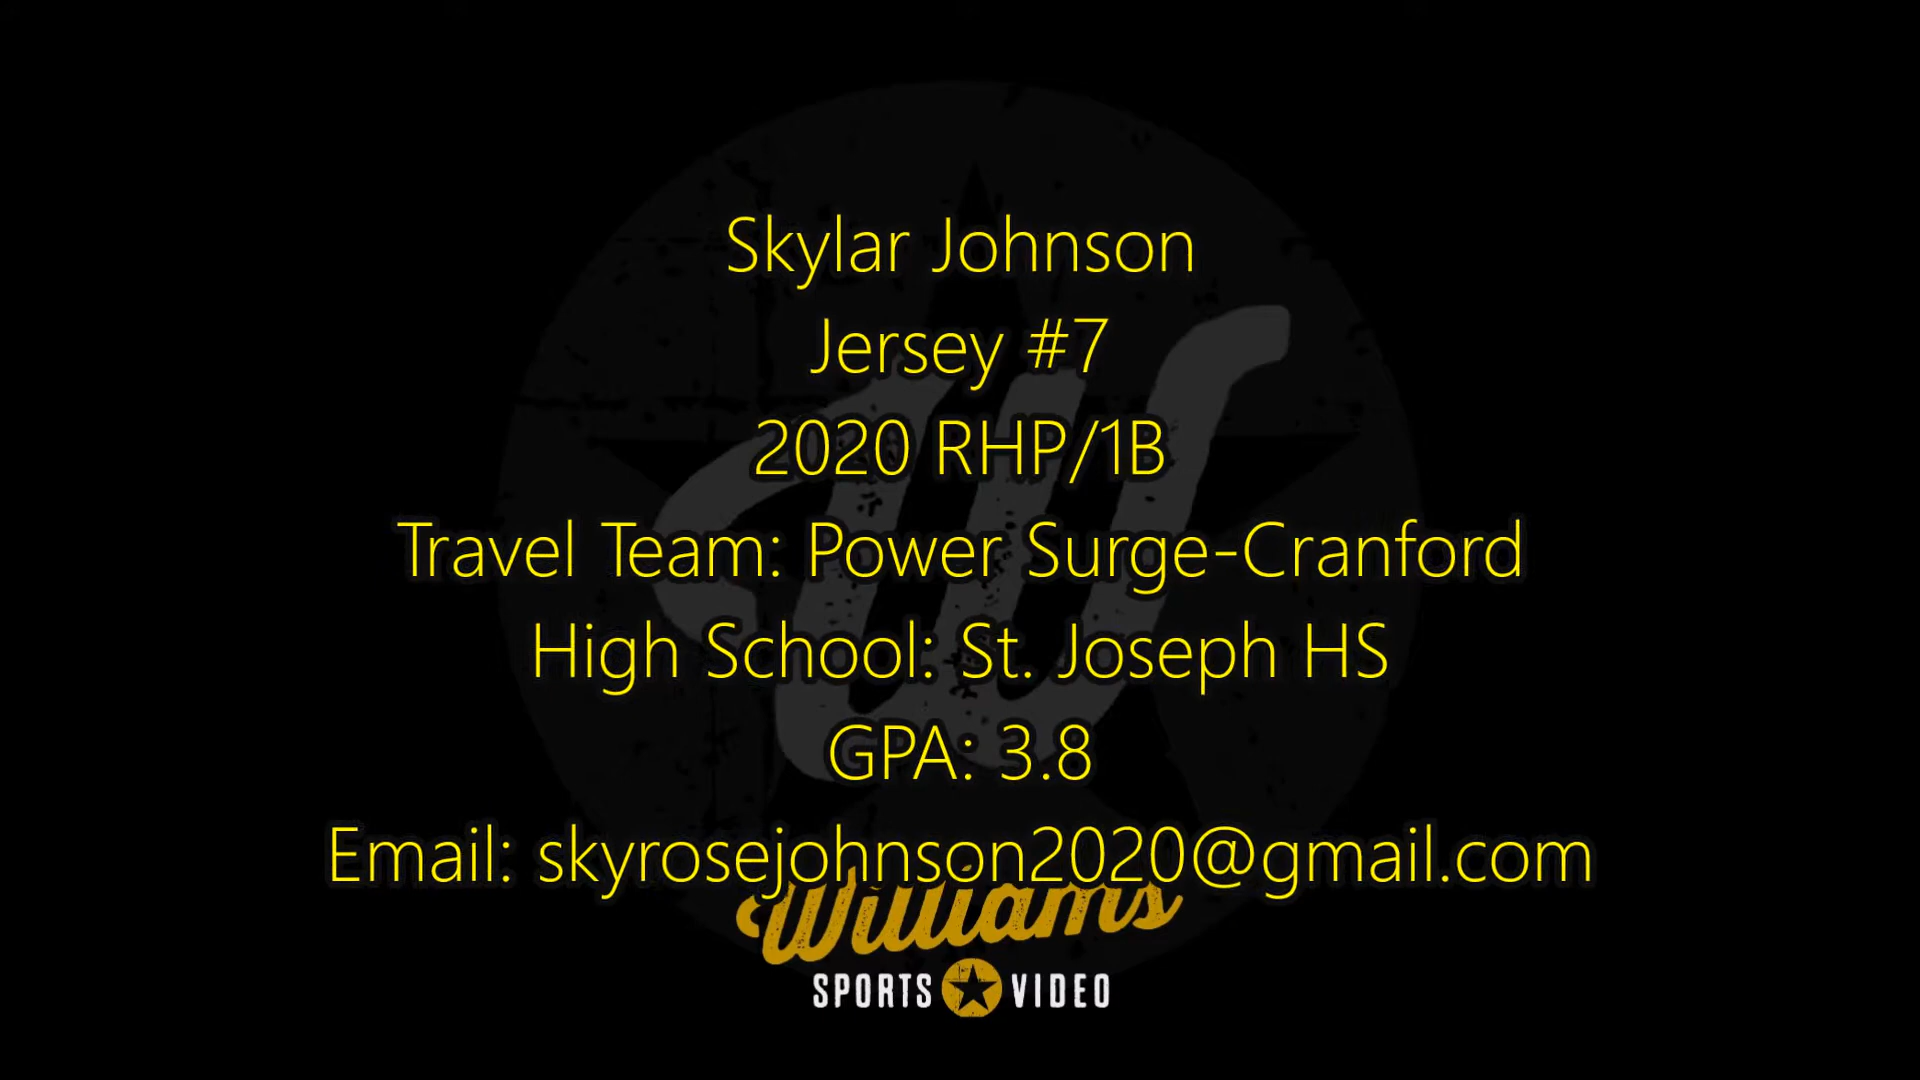 Skylar Johnson
Jersey #7
2020 RHP/1B
Travel Team: Power Surge-Cranford
High School: St. Joseph HS
GPA: 3.8
Email: skyrosejohnson2020@gmail.com
Williams
SPORTS VIDEO